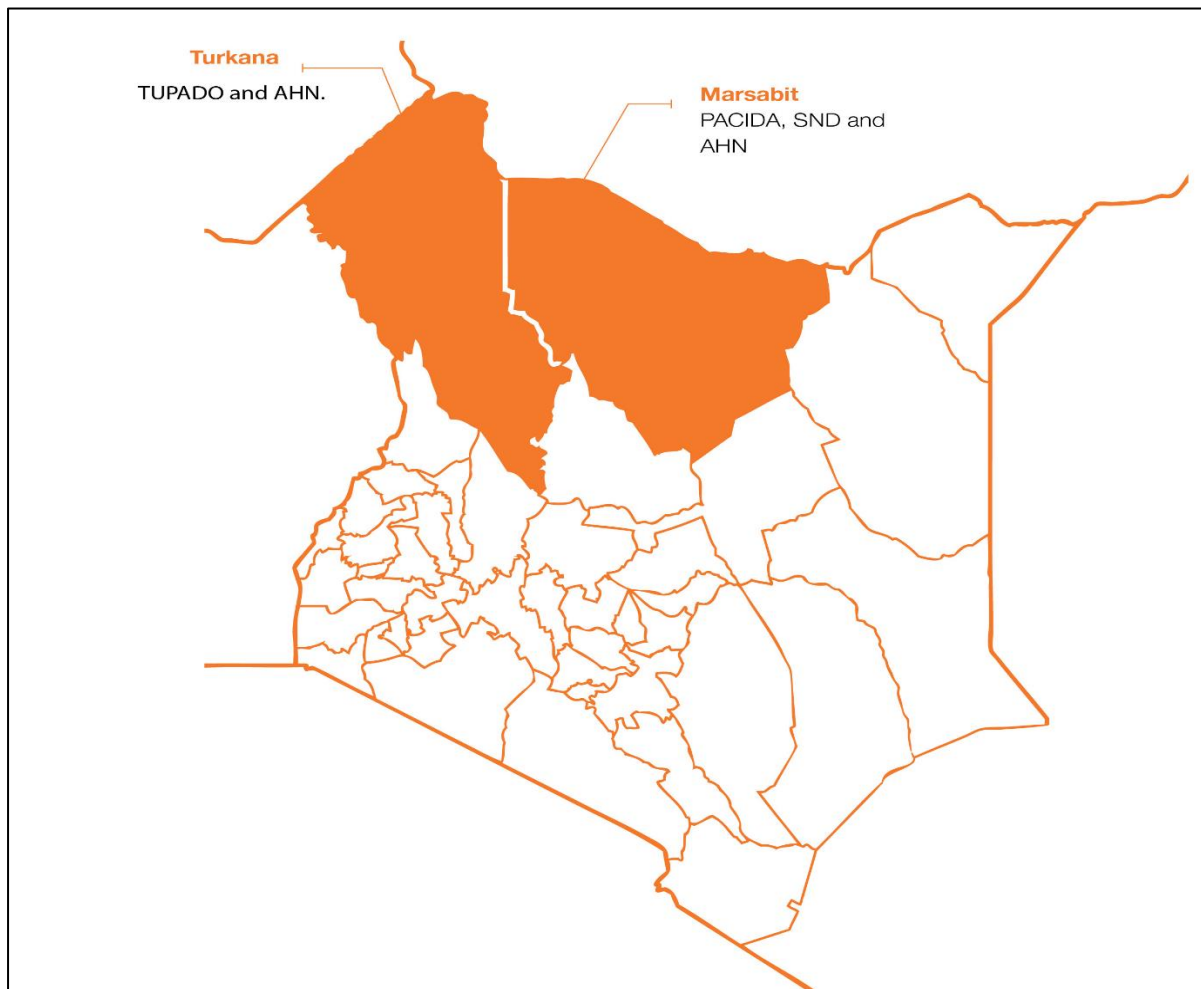 Turkana
TUPADO and AHN.
Marsabit
PACIDA, SND and
AHN